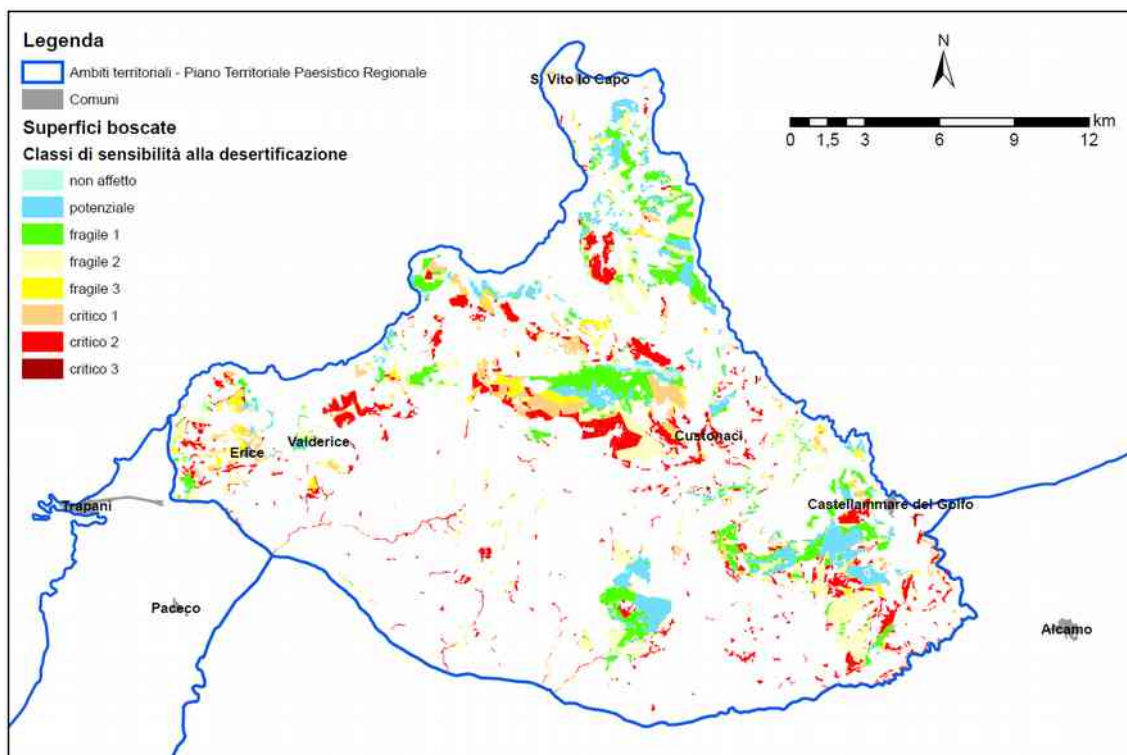 Legenda
Ambiti territoriali - Piano Territoriale Paesistico Regionale
Comuni
Superfici boscate
Classi di sensibilità alla desertificazione
non affetto
potenziale
fragile 1
fragile 2
fragile 3
critico 1
critico 2
critico 3
N
km
0 1,5 3 6 9 12
S. Vito lo Capo
Custonaci
Valderice
Erice
Trapani
Castellammare del Golfo
Paceco
Alcamo